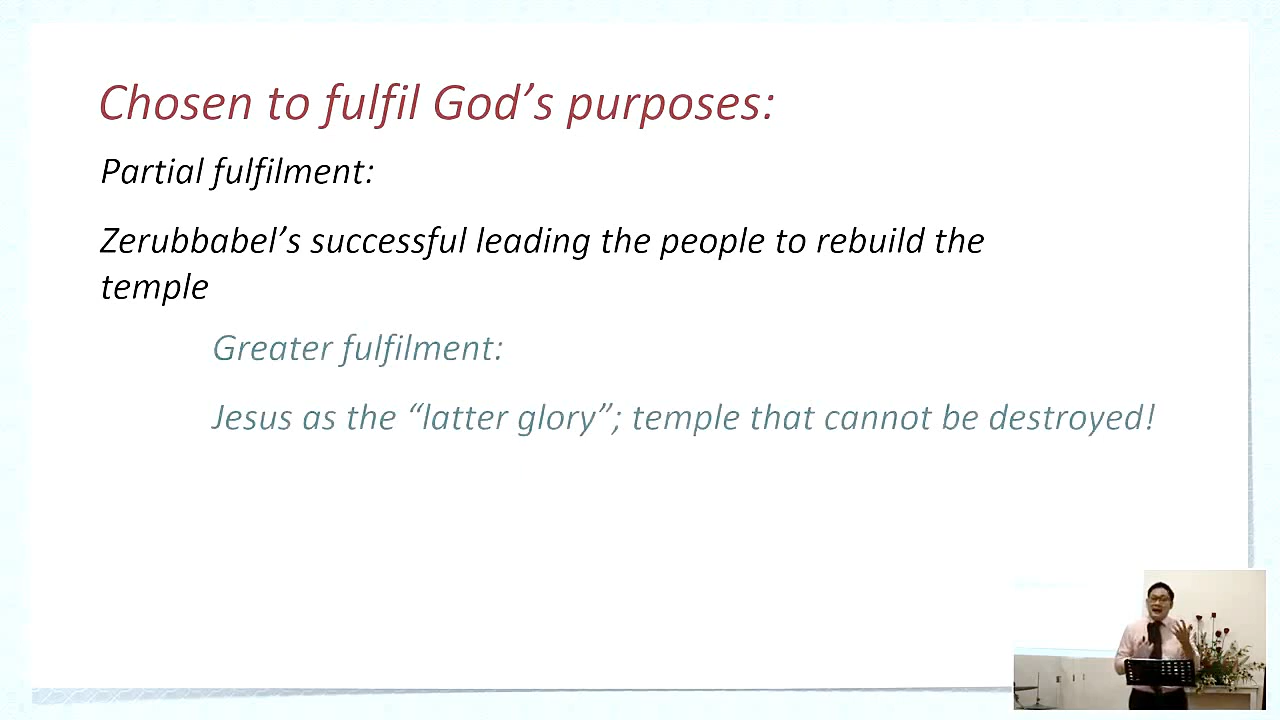 Chosen to fulfil God’s purposes:
Partial fulfilment:
Zerubbabel’s successful leading the people to rebuild the
temple
Greater fulfilment:
Jesus as the “latter glory”; temple that cannot be destroyed!